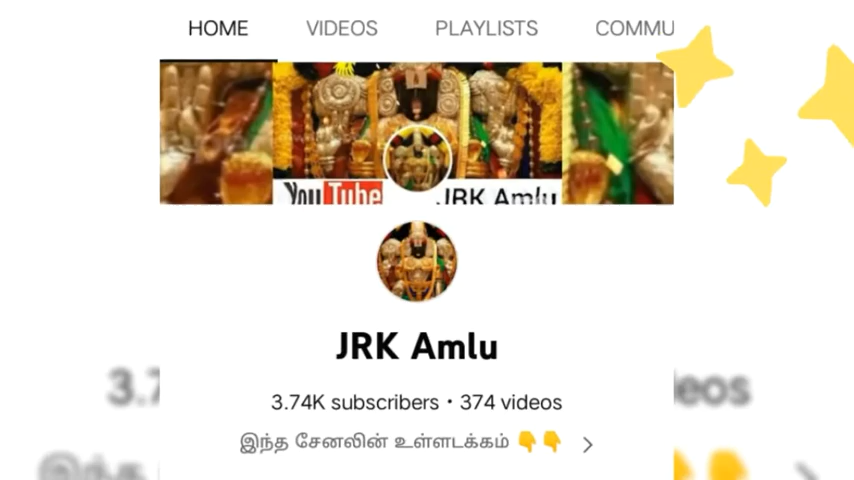 HOME VIDEOS PLAYLISTS COMMU
YouTube JRK Amlu
JRK Amlu
3.74K subscribers • 374 videos
இந்த சேனலின் உள்ளடக்கம் 👇👇 >